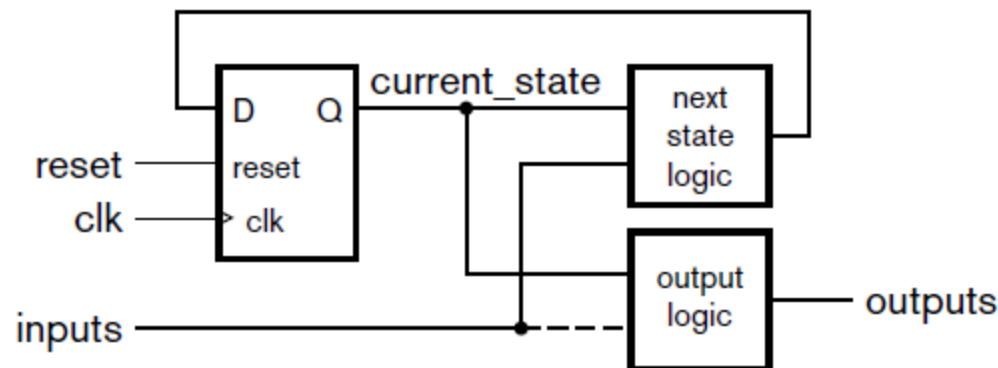 current_state
D
Q
reset
reset
clk
clk
next
state
logic
output
logic
inputs
outputs